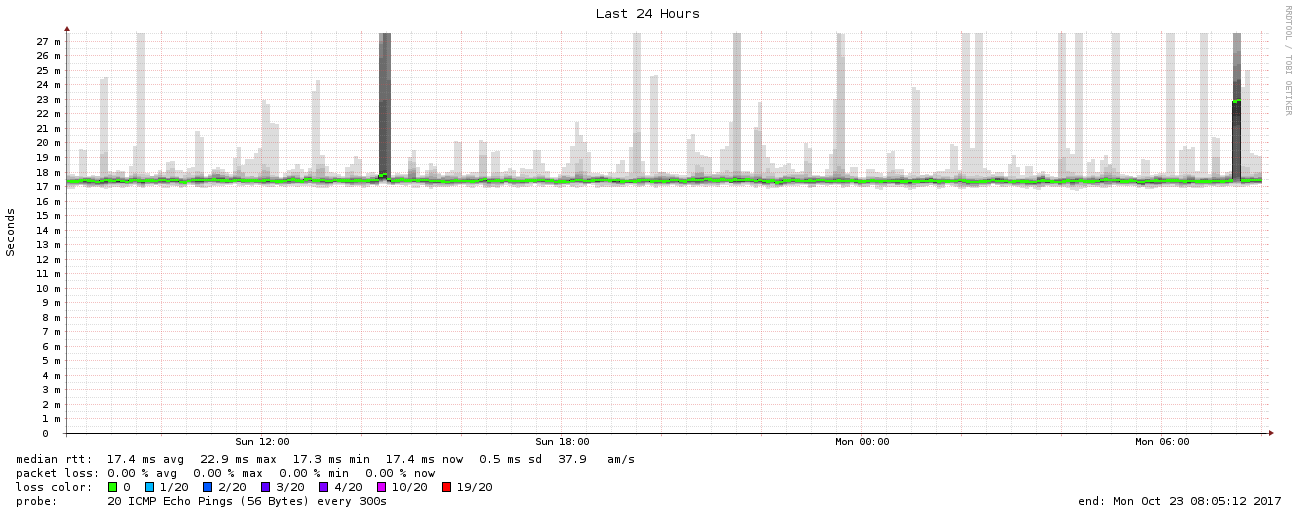 Last 24 Hours
RRDTOOL / TOBI OETIKER
27 m
26 m
25 m
24 m
23 m
22 m
21 m
20 m
19 m
18 m
17 m
16 m
15 m
14 m
13 m
12 m
11 m
10 m
9 m
8 m
7 m
6 m
5 m
4 m
3 m
2 m
1 m
0
Seconds
Sun 12:00 Sun 18:00 Mon 00:00 Mon 06:00
median rtt: 17.4 ms avg 22.9 ms max 17.3 ms min 17.4 ms now 0.5 ms sd 37.9 am/s
packet loss: 0.00 % avg 0.00 % max 0.00 % min 0.00 % now
loss color: 0 1/20 2/20 3/20 4/20 10/20 19/20
probe: 20 ICMP Echo Pings (56 Bytes) every 300s end: Mon Oct 23 08:05:12 2017